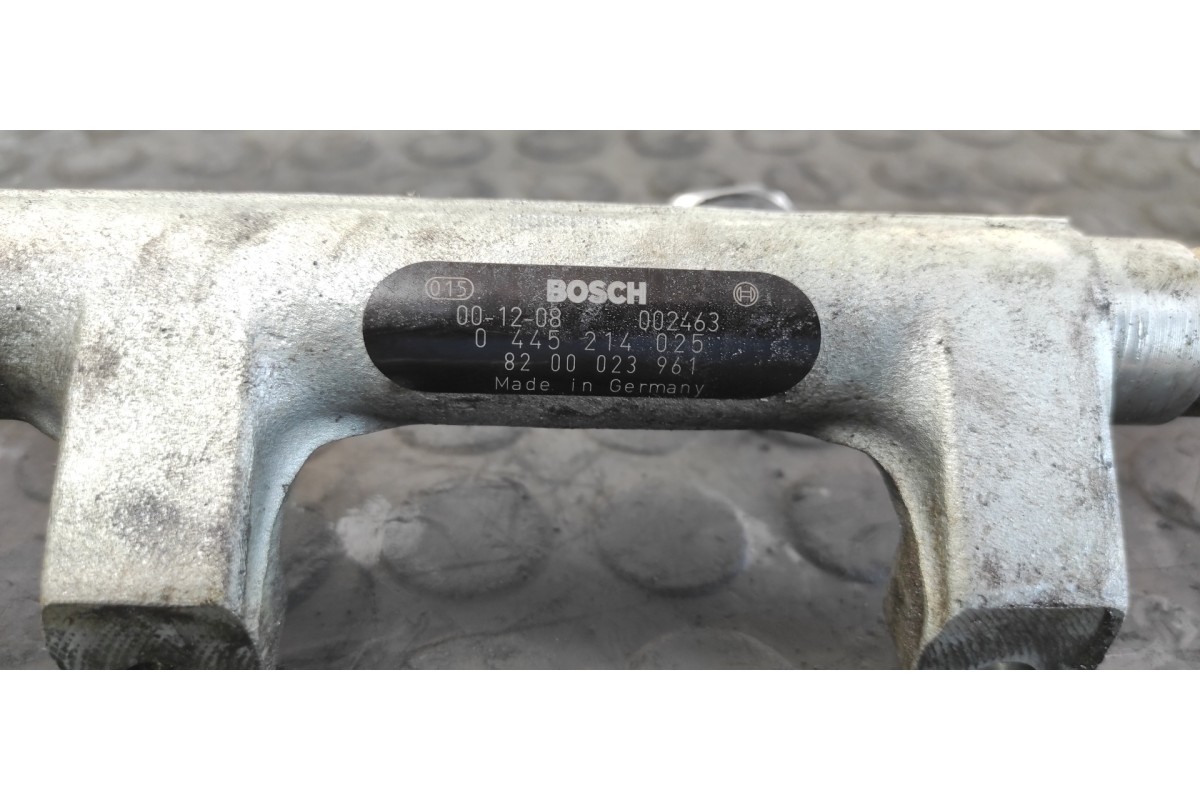 015 BOSCH
00-12-08 002463
0 445 214 025
82 00 023 961
Made in Germany